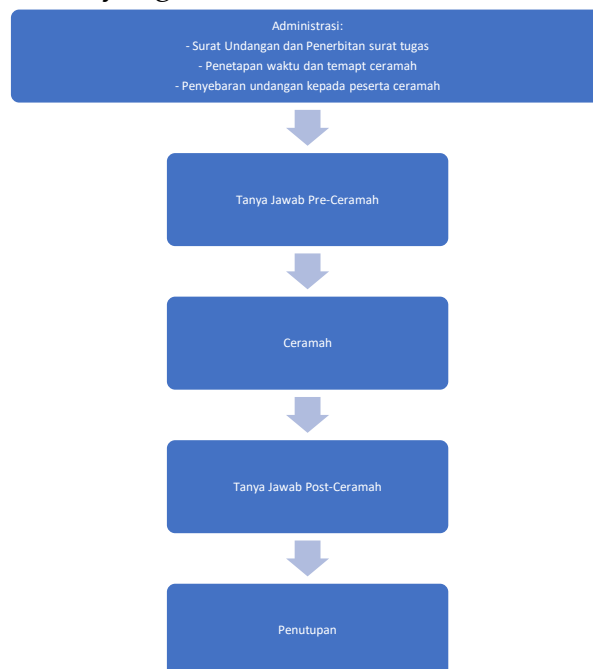 Administrasi:
- Surat Undangan dan Penerbitan surat tugas
- Penetapan waktu dan temapt ceramah
- Penyebaran undangan kepada peserta ceramah
Tanya Jawab Pre-Ceramah
Ceramah
Tanya Jawab Post-Ceramah
Penutupan